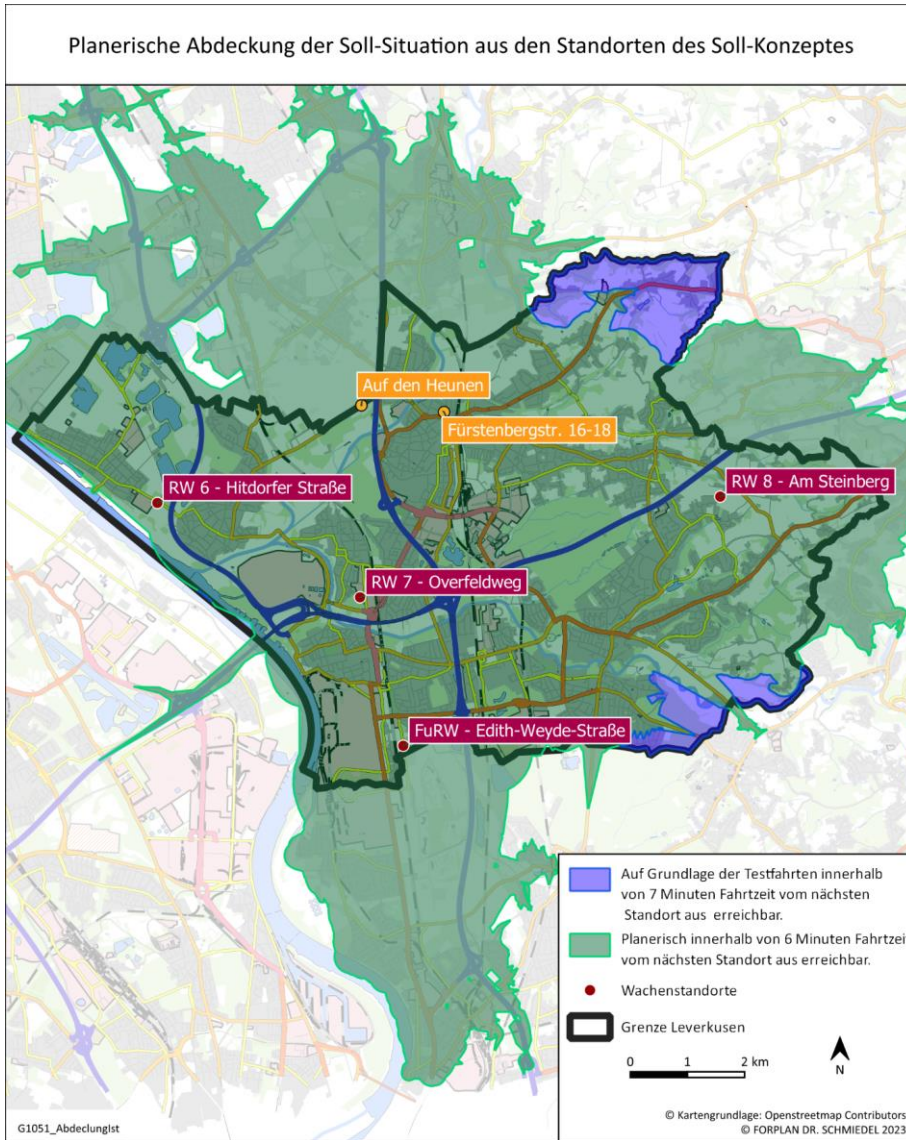 Planerische Abdeckung der Soll-Situation aus den Standorten des Soll-Konzeptes
Auf den Heunen
Fürstenbergstr. 16-18
RW 6 - Hitdorfer Straße
RW 8 - Am Steinberg
RW 7 - Overfeldweg
FuRW - Edith-Weyde-Straße
Auf Grundlage der Testfahrten innerhalb
von 7 Minuten Fahrtzeit vom nächsten
Standort aus erreichbar.
Planerisch innerhalb von 6 Minuten Fahrtzeit
vom nächsten Standort aus erreichbar.
Wachenstandorte
Grenze Leverkusen
0 1 2 km
N
G1051_AbdeclungIst
© Kartengrundlage: Openstreetmap Contributors
© FORPLAN DR. SCHMIEDEL 2023